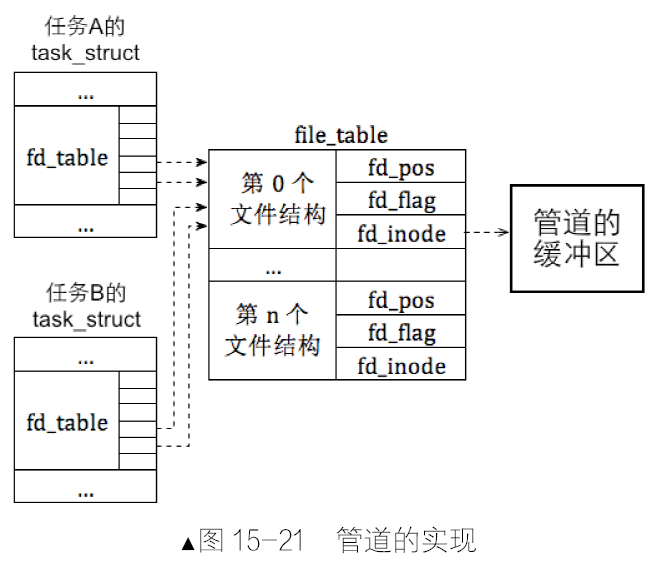 任务A的
task_struct
...
fd_table
...
任务B的
task_struct
...
fd_table
...
file_table
第 0 个
文件结构
fd_pos
fd_flag
fd_inode
...
第 n 个
文件结构
fd_pos
fd_flag
fd_inode
管道的
缓冲区
▲图 15-21 管道的实现